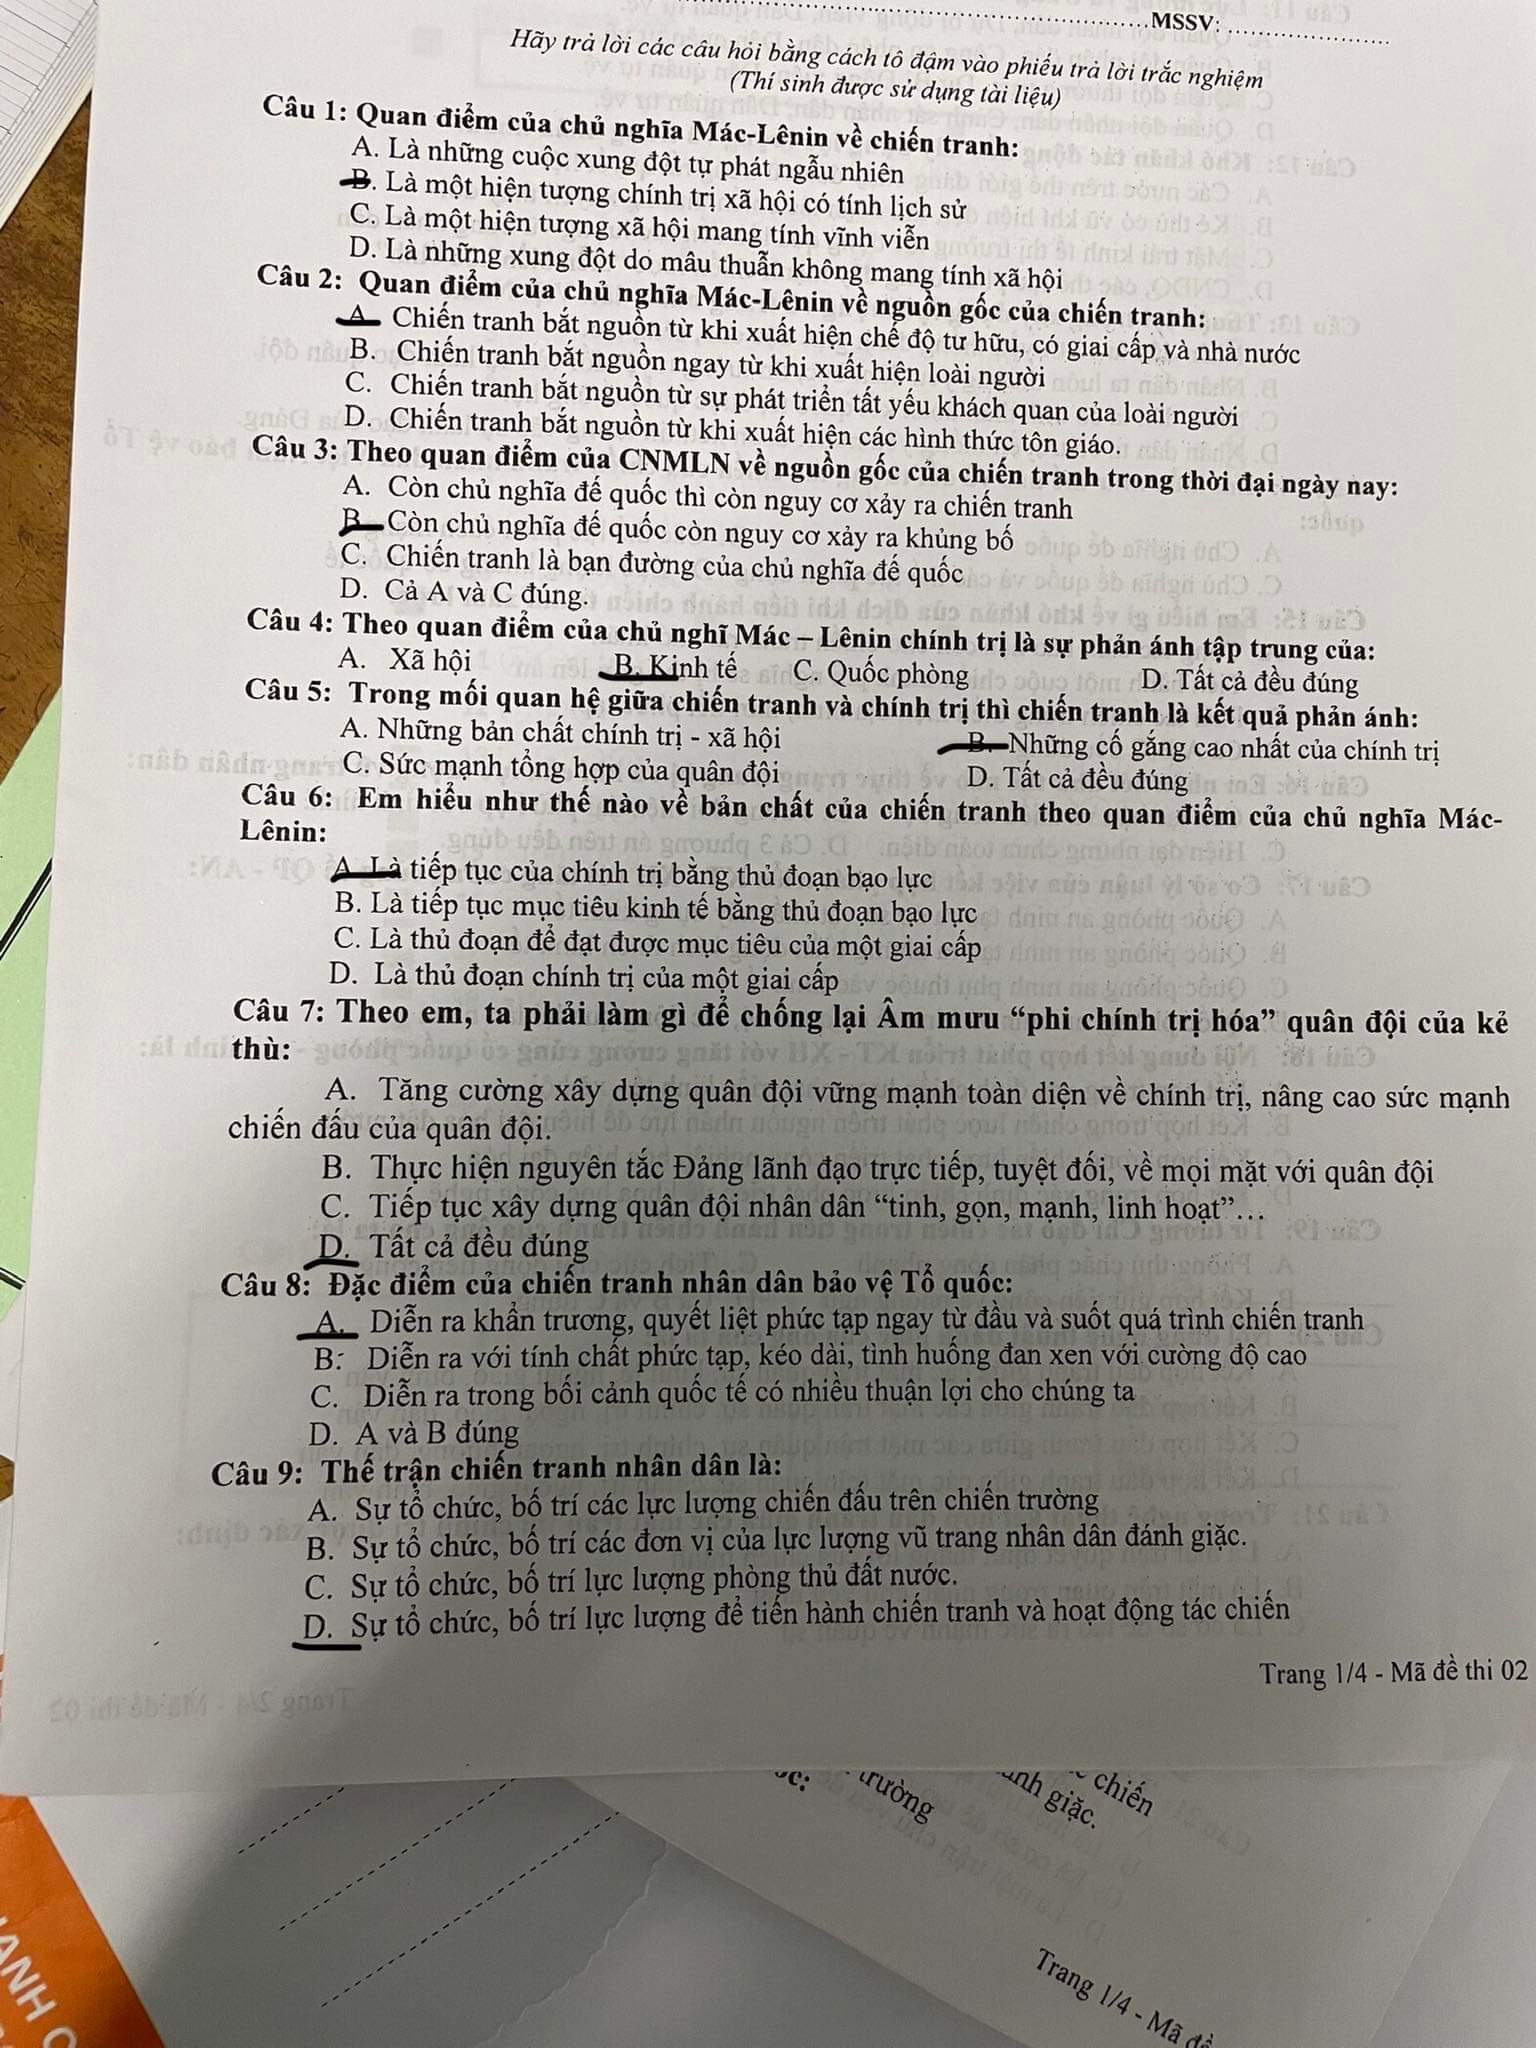 MSSV:
Hãy trả lời các câu hỏi bằng cách tô đậm vào phiếu trả lời trắc nghiệm
(Thí sinh được sử dụng tài liệu)
Câu 1: Quan điểm của chủ nghĩa Mác-Lênin về chiến tranh:
A. Là những cuộc xung đột tự phát ngẫu nhiên
B. Là một hiện tượng chính trị xã hội có tính lịch sử
C. Là một hiện tượng xã hội mang tính vĩnh viễn
D. Là những xung đột do mâu thuẫn không mang tính xã hội
Câu 2: Quan điểm của chủ nghĩa Mác-Lênin về nguồn gốc của chiến tranh:
A. Chiến tranh bắt nguồn từ khi xuất hiện chế độ tư hữu, có giai cấp và nhà nước
B. Chiến tranh bắt nguồn ngay từ khi xuất hiện loài người
C. Chiến tranh bắt nguồn từ sự phát triển tất yếu khách quan của loài người
D. Chiến tranh bắt nguồn từ khi xuất hiện các hình thức tôn giáo.
Câu 3: Theo quan điểm của CNMLN về nguồn gốc của chiến tranh trong thời đại ngày nay:
A. Còn chủ nghĩa đế quốc thì còn nguy cơ xảy ra chiến tranh
B. Còn chủ nghĩa đế quốc còn nguy cơ xảy ra khủng bố
C. Chiến tranh là bạn đường của chủ nghĩa đế quốc
D. Cả A và C đúng.
Câu 4: Theo quan điểm của chủ nghĩ Mác – Lênin chính trị là sự phản ánh tập trung của:
A. Xã hội B. Kinh tế C. Quốc phòng D. Tất cả đều đúng
Câu 5: Trong mối quan hệ giữa chiến tranh và chính trị thì chiến tranh là kết quả phản ánh:
A. Những bản chất chính trị - xã hội B. Những cố gắng cao nhất của chính trị
C. Sức mạnh tổng hợp của quân đội D. Tất cả đều đúng
Câu 6: Em hiểu như thế nào về bản chất của chiến tranh theo quan điểm của chủ nghĩa Mác-
Lênin:
A. Là tiếp tục của chính trị bằng thủ đoạn bạo lực
B. Là tiếp tục mục tiêu kinh tế bằng thủ đoạn bạo lực
C. Là thủ đoạn để đạt được mục tiêu của một giai cấp
D. Là thủ đoạn chính trị của một giai cấp
Câu 7: Theo em, ta phải làm gì để chống lại Âm mưu “phi chính trị hóa” quân đội của kẻ
thù:
A. Tăng cường xây dựng quân đội vững mạnh toàn diện về chính trị, nâng cao sức mạnh
chiến đấu của quân đội.
B. Thực hiện nguyên tắc Đảng lãnh đạo trực tiếp, tuyệt đối, về mọi mặt với quân đội
C. Tiếp tục xây dựng quân đội nhân dân “tinh, gọn, mạnh, linh hoạt”…
D. Tất cả đều đúng
Câu 8: Đặc điểm của chiến tranh nhân dân bảo vệ Tổ quốc:
A. Diễn ra khẩn trương, quyết liệt phức tạp ngay từ đầu và suốt quá trình chiến tranh
B: Diễn ra với tính chất phức tạp, kéo dài, tình huống đan xen với cường độ cao
C. Diễn ra trong bối cảnh quốc tế có nhiều thuận lợi cho chúng ta
D. A và B đúng
Câu 9: Thế trận chiến tranh nhân dân là:
A. Sự tổ chức, bố trí các lực lượng chiến đấu trên chiến trường
B. Sự tổ chức, bố trí các đơn vị của lực lượng vũ trang nhân dân đánh giặc.
C. Sự tổ chức, bố trí lực lượng phòng thủ đất nước.
D. Sự tổ chức, bố trí lực lượng để tiến hành chiến tranh và hoạt động tác chiến
Trang 1/4 - Mã đề thi 02
chiến
giặc.
trường
Trang 1/4 - Mã